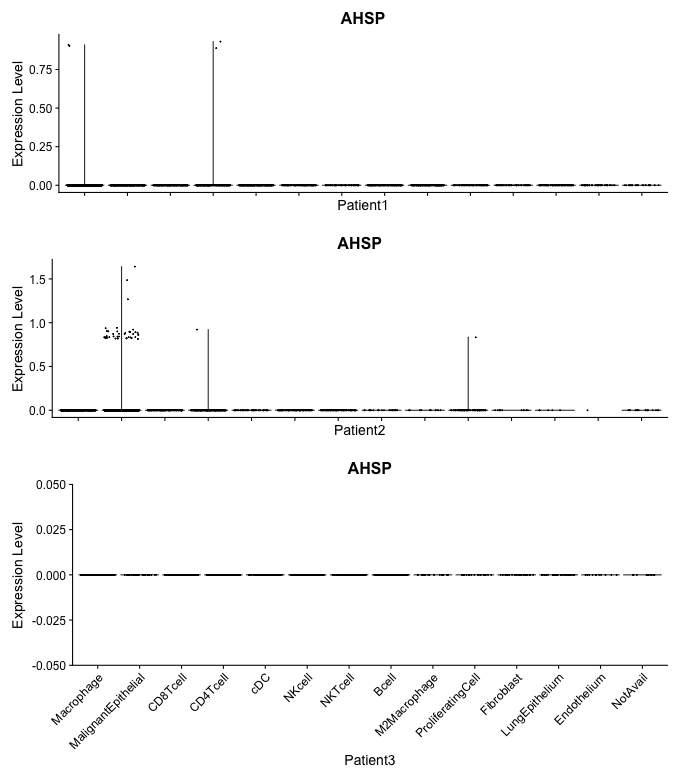 AHSP
Expression Level
0.75
0.50
0.25
0.00
Patient1
AHSP
Expression Level
1.5
1.0
0.5
0.0
Patient2
AHSP
Expression Level
0.050
0.025
0.000
-0.025
-0.050
Macrophage
MalignantEpithelial
CD8Tcell
CD4Tcell
cDC
NKcell
NKTcell
Bcell
M2Macrophage
ProliferatingCell
Fibroblast
LungEpithelium
Endothelium
NotAvail
Patient3